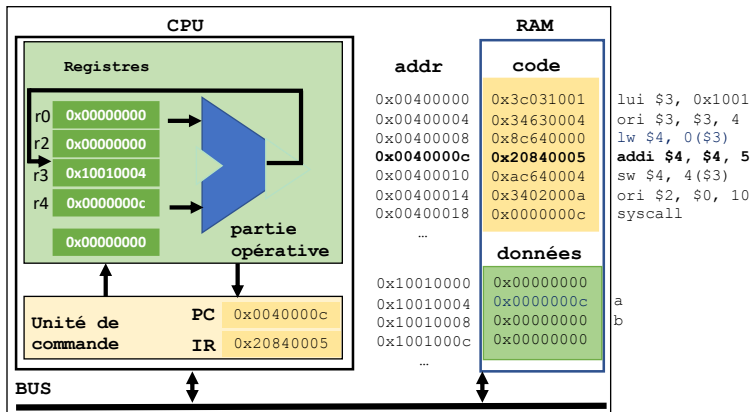 CPU
RAM
Registres
addr
code
r0 0x00000000
r2 0x00000000
r3 0x10010004
r4 0x0000000c
0x00000000
partie
opérative
0x00400000 0x3c031001 lui $3, 0x1001
0x00400004 0x34630004 ori $3, $3, 4
0x00400008 0x8c640000 lw $4, 0($3)
0x0040000c 0x20840005 addi $4, $4, 5
0x00400010 0xac640004 sw $4, 4($3)
0x00400014 0x3402000a ori $2, $0, 10
0x00400018 0x0000000c syscall
…
données
0x10010000 0x00000000
0x10010004 0x0000000c a
0x10010008 0x00000000 b
0x1001000c 0x00000000
…
Unité de
commande
PC 0x0040000c
IR 0x20840005
BUS